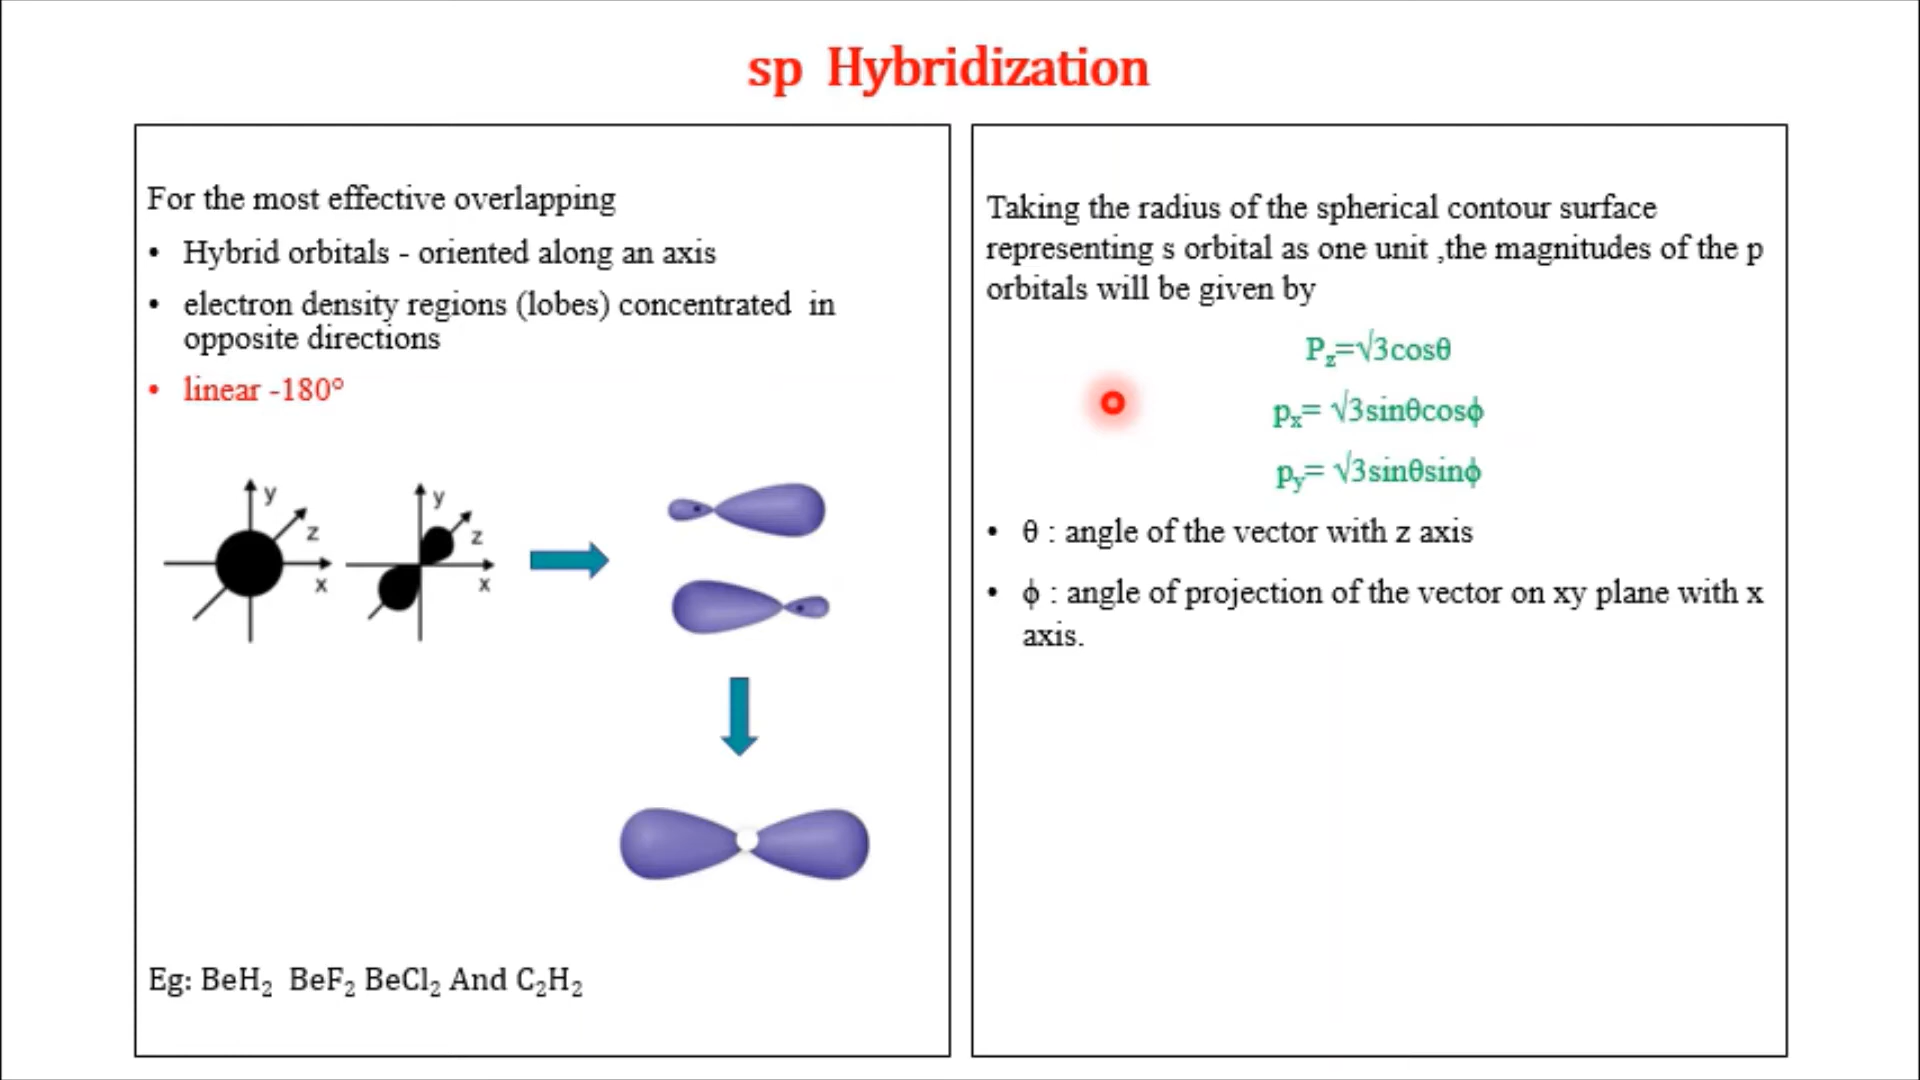 sp Hybridization
For the most effective overlapping
• Hybrid orbitals - oriented along an axis
• electron density regions (lobes) concentrated in
opposite directions
• linear -180°
y
z
x
y
z
x
Eg: BeH₂ BeF₂ BeCl₂ And C₂H₂
Taking the radius of the spherical contour surface
representing s orbital as one unit ,the magnitudes of the p
orbitals will be given by
P_z=√3cosθ
pₓ= √3sinθcosϕ
p_y= √3sinθsinϕ
• θ : angle of the vector with z axis
• ϕ : angle of projection of the vector on xy plane with x
axis.